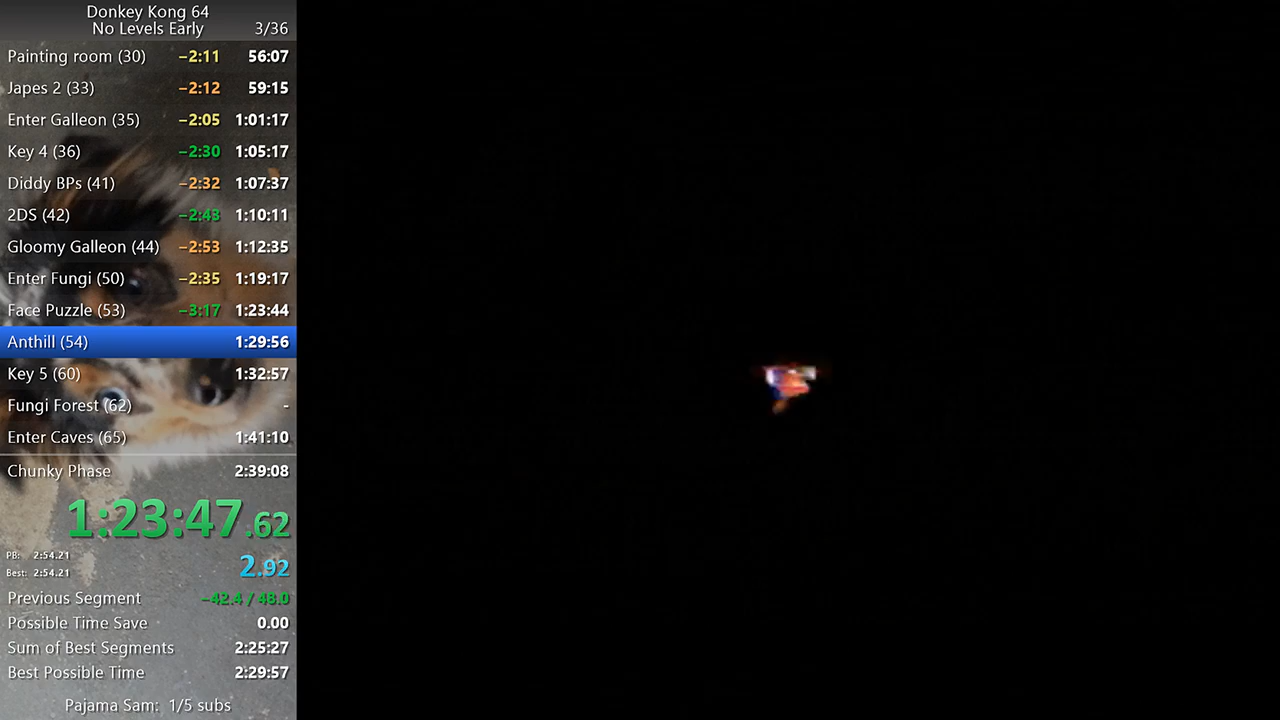 Donkey Kong 64
No Levels Early 3/36
Painting room (30) −2:11 56:07
Japes 2 (33) −2:12 59:15
Enter Galleon (35) −2:05 1:01:17
Key 4 (36) −2:30 1:05:17
Diddy BPs (41) −2:32 1:07:37
2DS (42) −2:43 1:10:11
Gloomy Galleon (44) −2:53 1:12:35
Enter Fungi (50) −2:35 1:19:17
Face Puzzle (53) −3:17 1:23:44
Anthill (54) 1:29:56
Key 5 (60) 1:32:57
Fungi Forest (62) -
Enter Caves (65) 1:41:10
Chunky Phase 2:39:08
1:23:47.62
PB: 2:54.21
Best: 2:54.21 2.92
Previous Segment −42.4 / 48.0
Possible Time Save 0.00
Sum of Best Segments 2:25:27
Best Possible Time 2:29:57
Pajama Sam: 1/5 subs